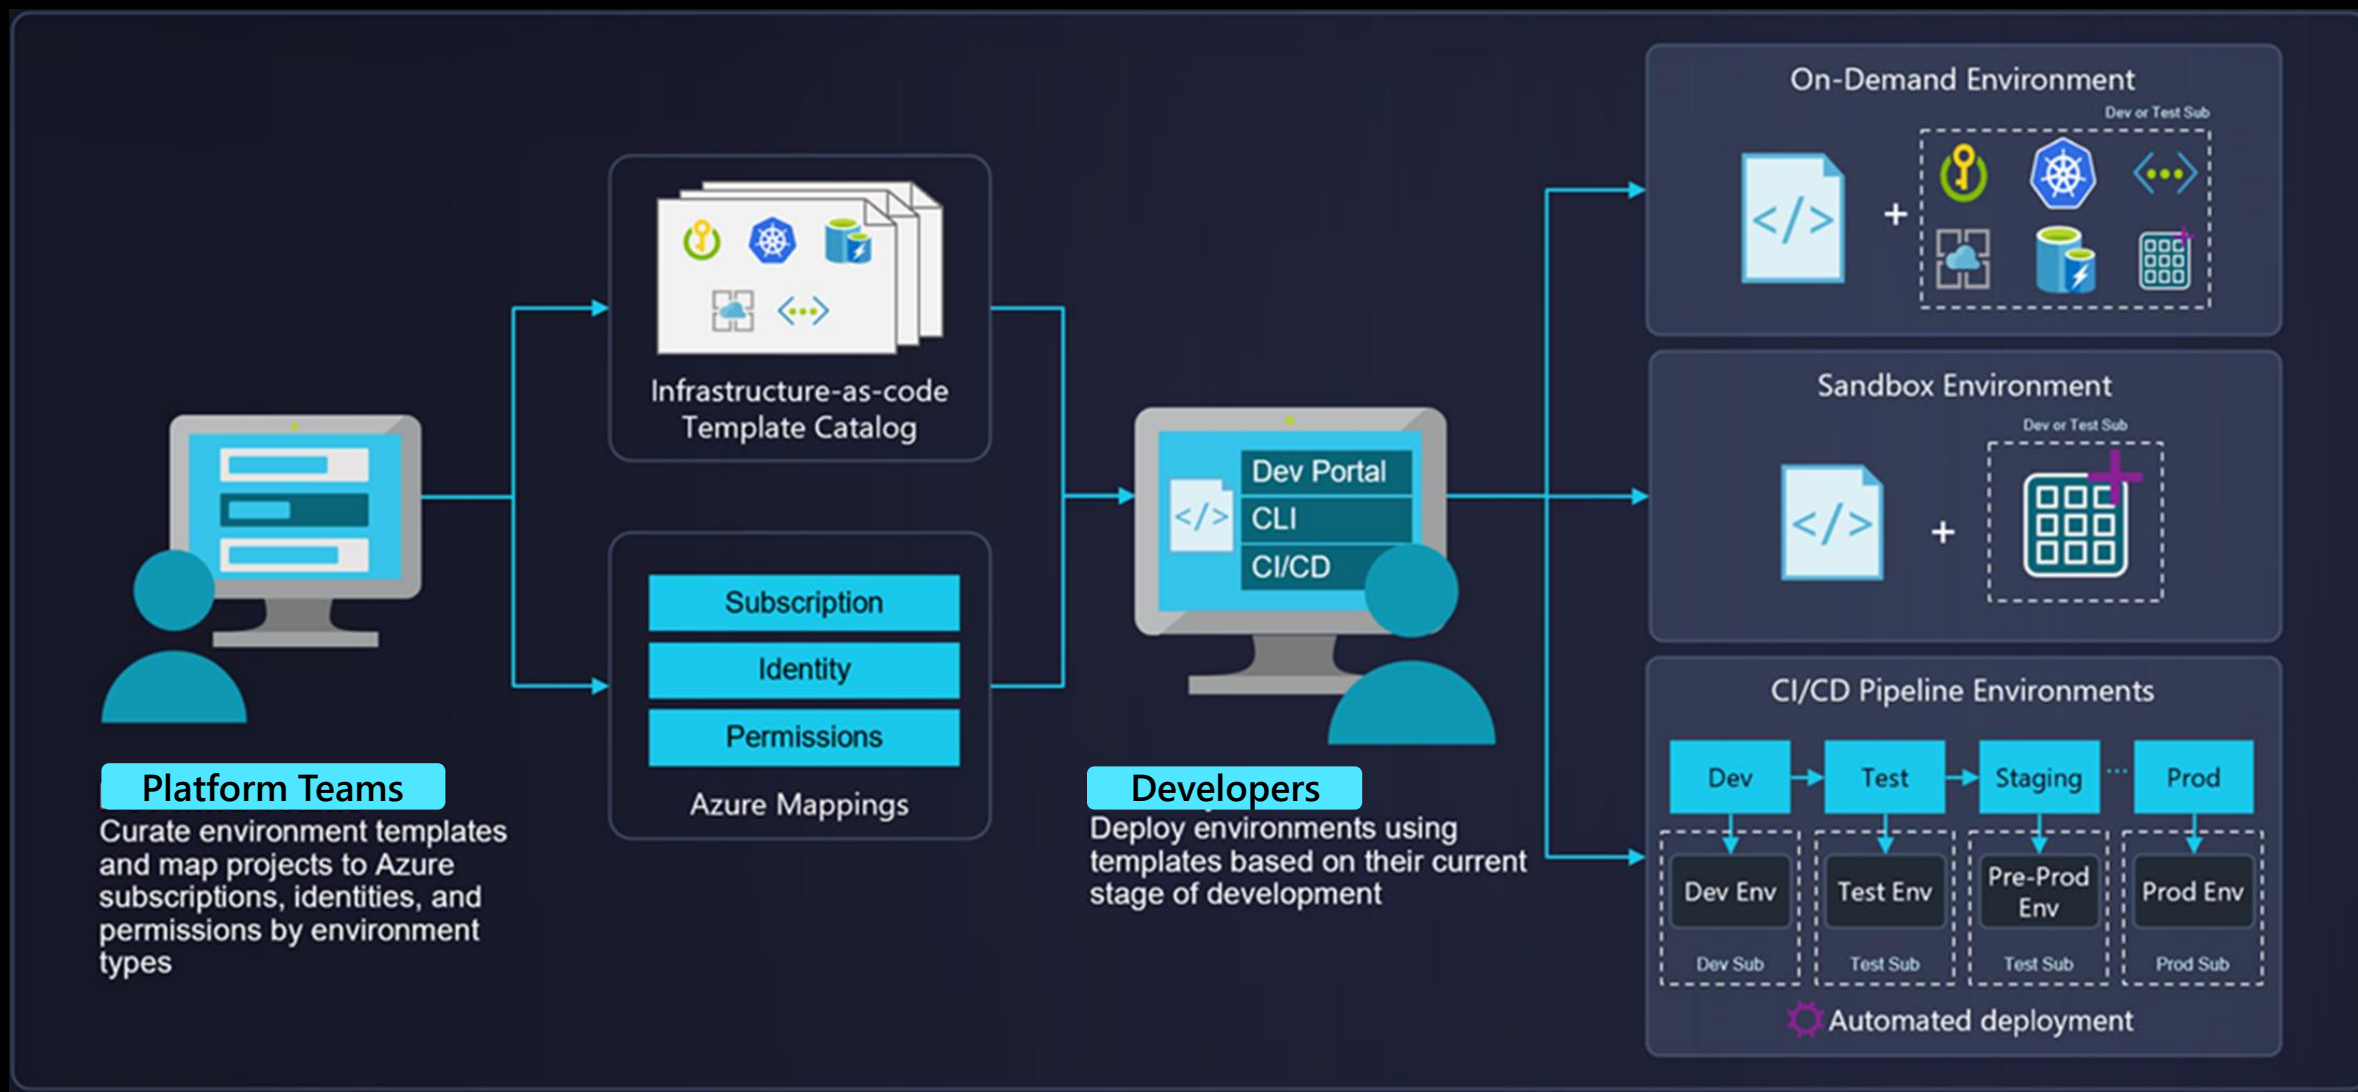 Platform Teams
Curate environment templates
and map projects to Azure
subscriptions, identities, and
permissions by environment
types
Infrastructure-as-code
Template Catalog
Subscription
Identity
Permissions
Azure Mappings
</>
Dev Portal
CLI
CI/CD
Developers
Deploy environments using
templates based on their current
stage of development
On-Demand Environment
Dev or Test Sub
</>
+
Sandbox Environment
Dev or Test Sub
</>
+
CI/CD Pipeline Environments
Dev
Test
Staging
...
Prod
Dev Env
Test Env
Pre-Prod
Env
Prod Env
Dev Sub
Test Sub
Test Sub
Prod Sub
Automated deployment